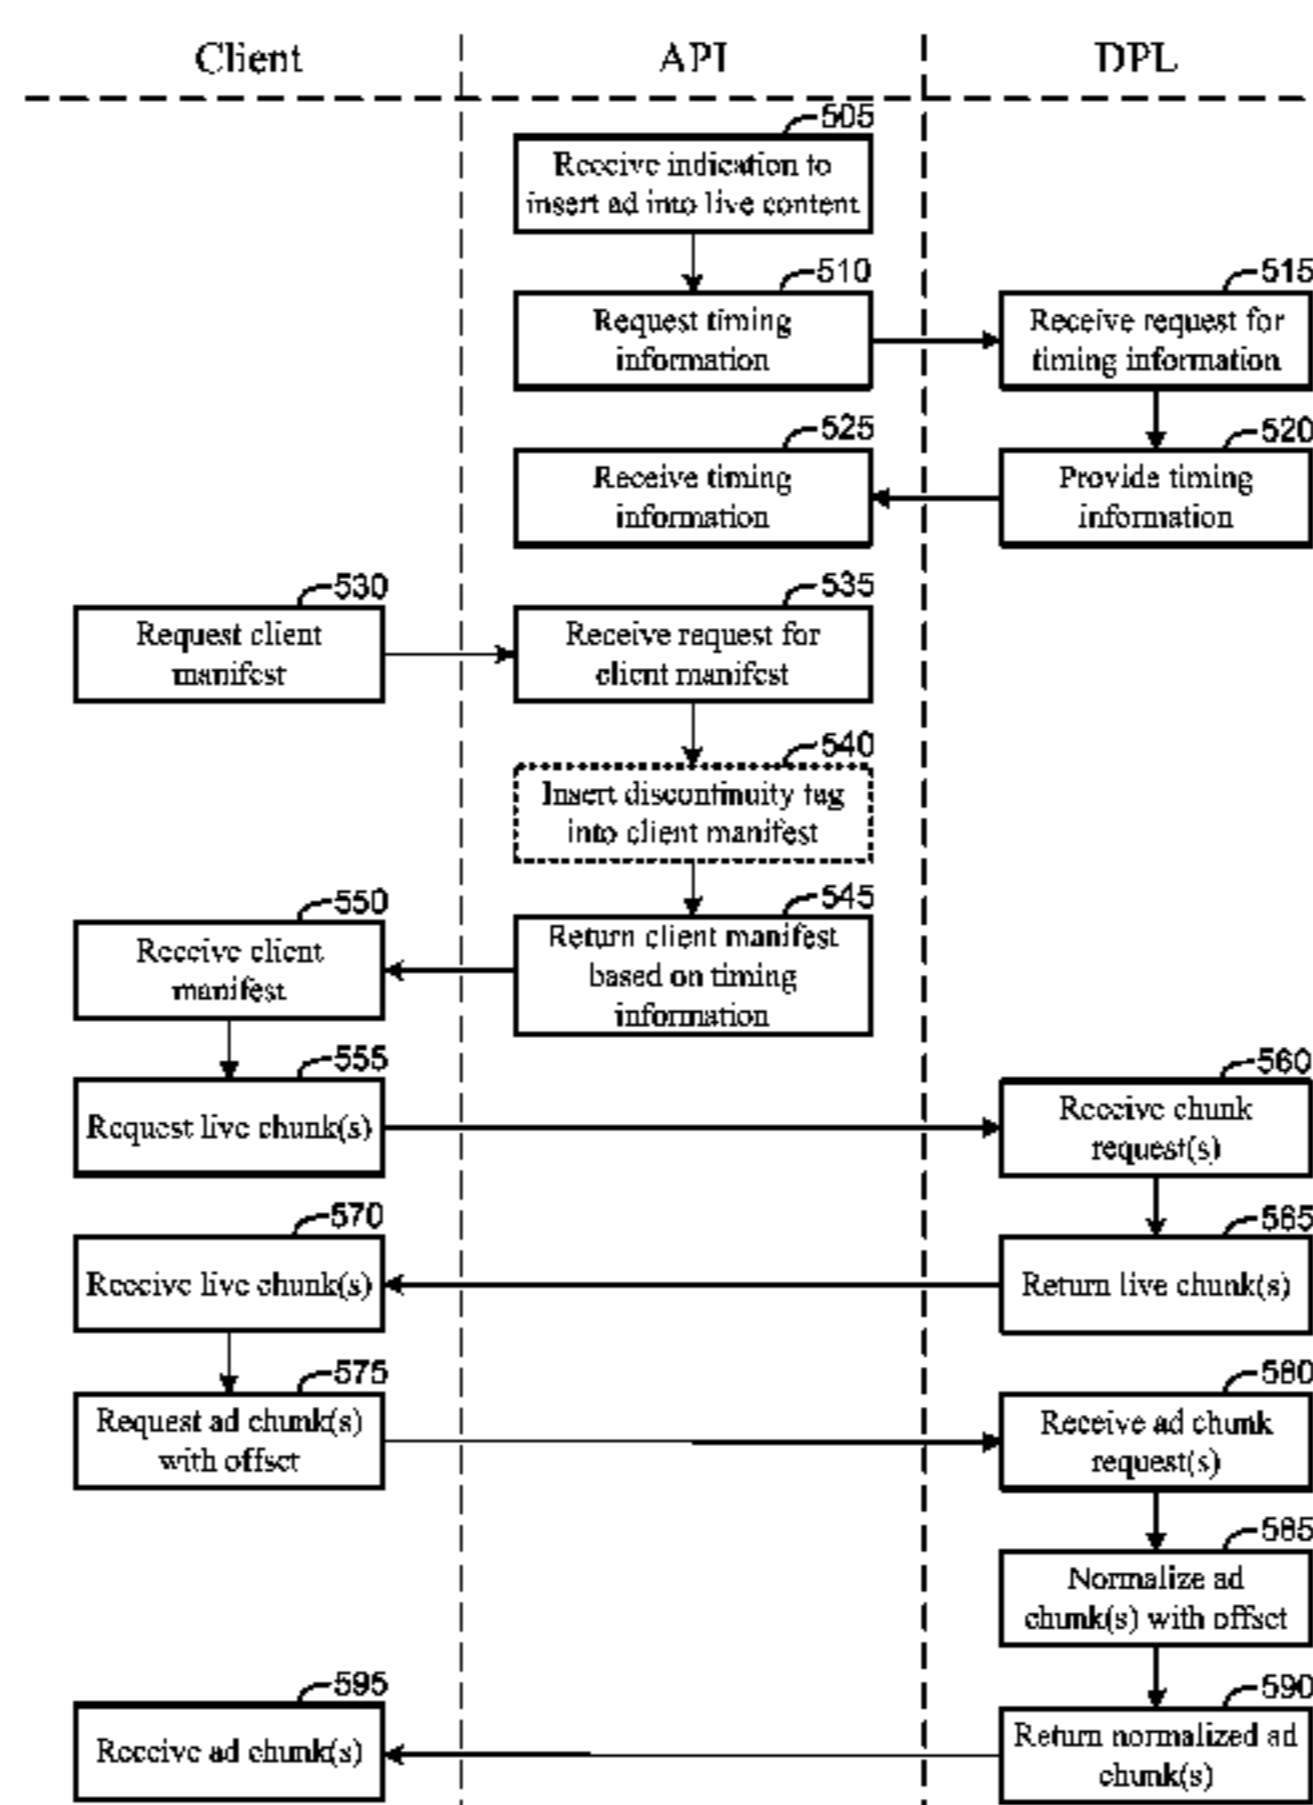 Client
API
DPL
505
Receive indication to
insert ad into live content
510
Request timing
information
515
Receive request for
timing information
525
Receive timing
information
520
Provide timing
information
530
Request client
manifest
535
Receive request for
client manifest
540
Insert discontinuity tag
into client manifest
550
Receive client
manifest
545
Return client manifest
based on timing
information
555
Request live chunk(s)
560
Receive chunk
request(s)
570
Receive live chunk(s)
565
Return live chunk(s)
575
Request ad chunk(s)
with offset
580
Receive ad chunk
request(s)
585
Normalize ad
chunk(s) with offset
595
Receive ad chunk(s)
590
Return normalized ad
chunk(s)